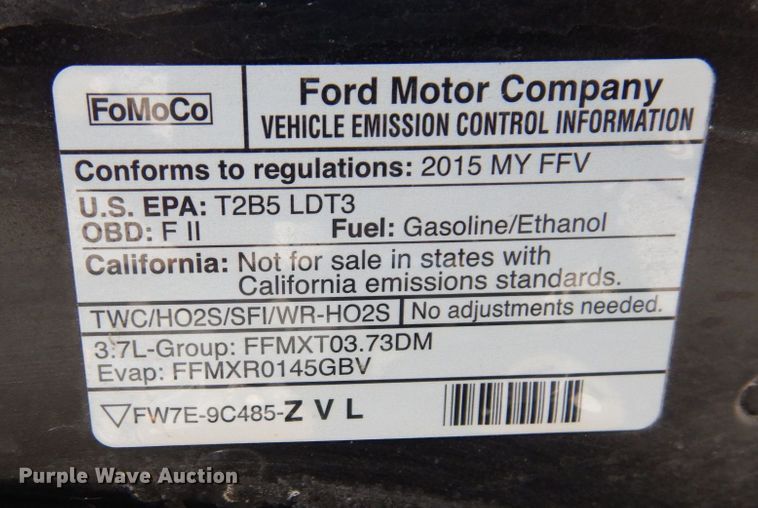 FoMoCo
Ford Motor Company
VEHICLE EMISSION CONTROL INFORMATION
Conforms to regulations: 2015 MY FFV
U.S. EPA: T2B5 LDT3
OBD: F II Fuel: Gasoline/Ethanol
California: Not for sale in states with
California emissions standards.
TWC/HO2S/SFI/WR-HO2S No adjustments needed.
3.7L-Group: FFMXT03.73DM
Evap: FFMXR0145GBV
FW7E-9C485-Z V L
Purple Wave Auction